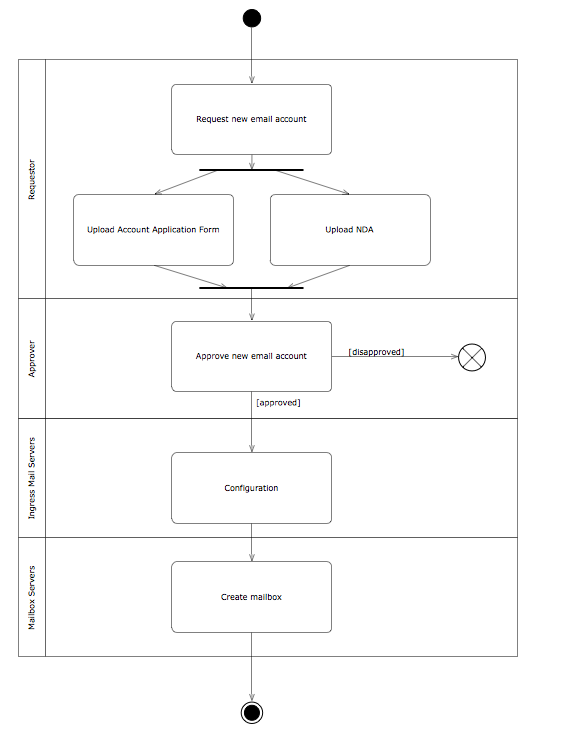 Requestor
Request new email account
Upload Account Application Form
Upload NDA
Approver
Approve new email account
[disapproved]
[approved]
Ingress Mail Servers
Configuration
Mailbox Servers
Create mailbox